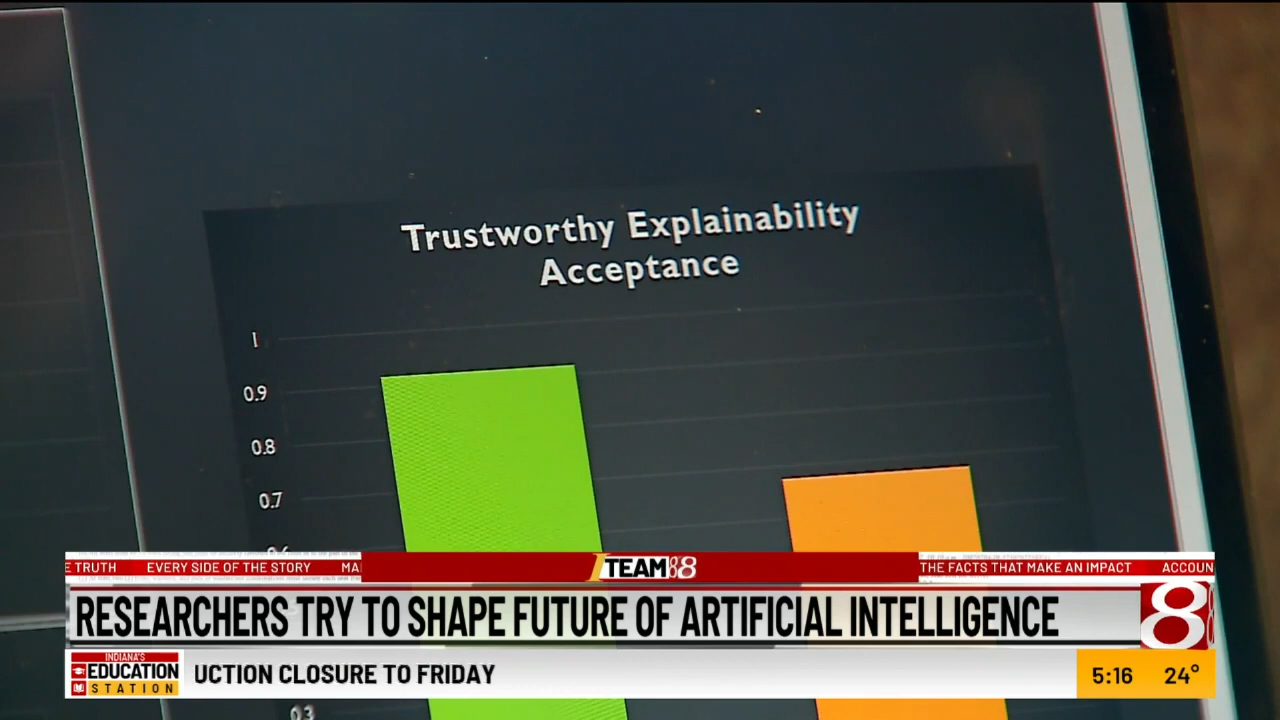 Trustworthy Explainability
Acceptance
1
0.9
0.8
0.7
E TRUTH EVERY SIDE OF THE STORY MA
TEAM 8
THE FACTS THAT MAKE AN IMPACT ACCOUN
RESEARCHERS TRY TO SHAPE FUTURE OF ARTIFICIAL INTELLIGENCE
8
INDIANA'S
EDUCATION
STATION
UCTION CLOSURE TO FRIDAY
5:16 24°
0.3